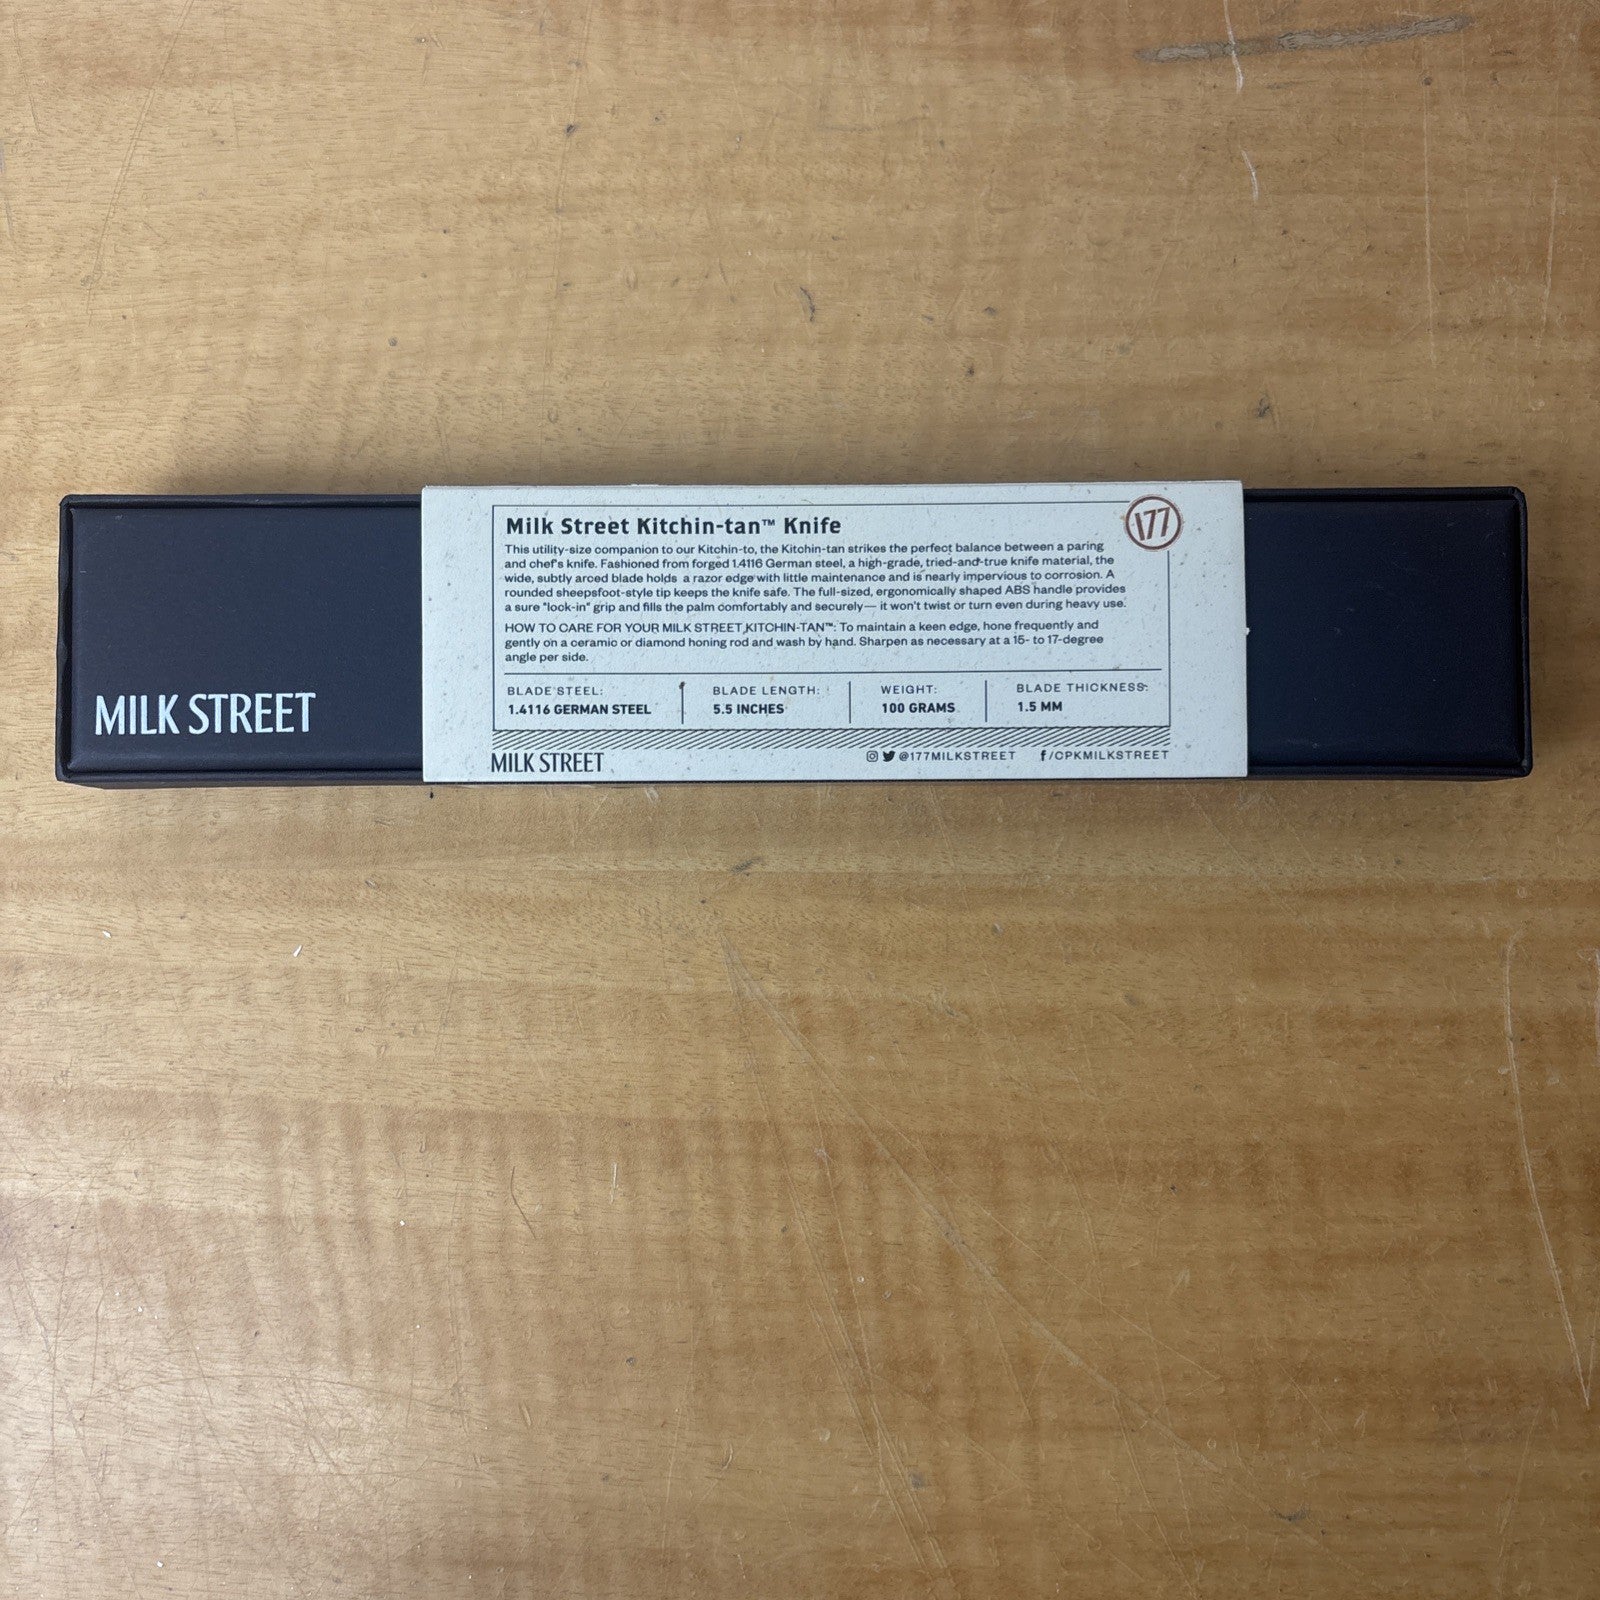 MILK STREET
177
Milk Street Kitchin-tan™ Knife
This utility-size companion to our Kitchin-to, the Kitchin-tan strikes the perfect balance between a paring
and chef's knife. Fashioned from forged 1.4116 German steel, a high-grade, tried-and-true knife material, the
wide, subtly arced blade holds a razor edge with little maintenance and is nearly impervious to corrosion. A
rounded sheepsfoot-style tip keeps the knife safe. The full-sized, ergonomically shaped ABS handle provides
a sure "lock-in" grip and fills the palm comfortably and securely— it won't twist or turn even during heavy use.
HOW TO CARE FOR YOUR MILK STREET KITCHIN-TAN™: To maintain a keen edge, hone frequently and
gently on a ceramic or diamond honing rod and wash by hand. Sharpen as necessary at a 15- to 17-degree
angle per side.
BLADE STEEL:
1.4116 GERMAN STEEL
BLADE LENGTH:
5.5 INCHES
WEIGHT:
100 GRAMS
BLADE THICKNESS:
1.5 MM
MILK STREET
@177MILKSTREET
f/CPKMILKSTREET